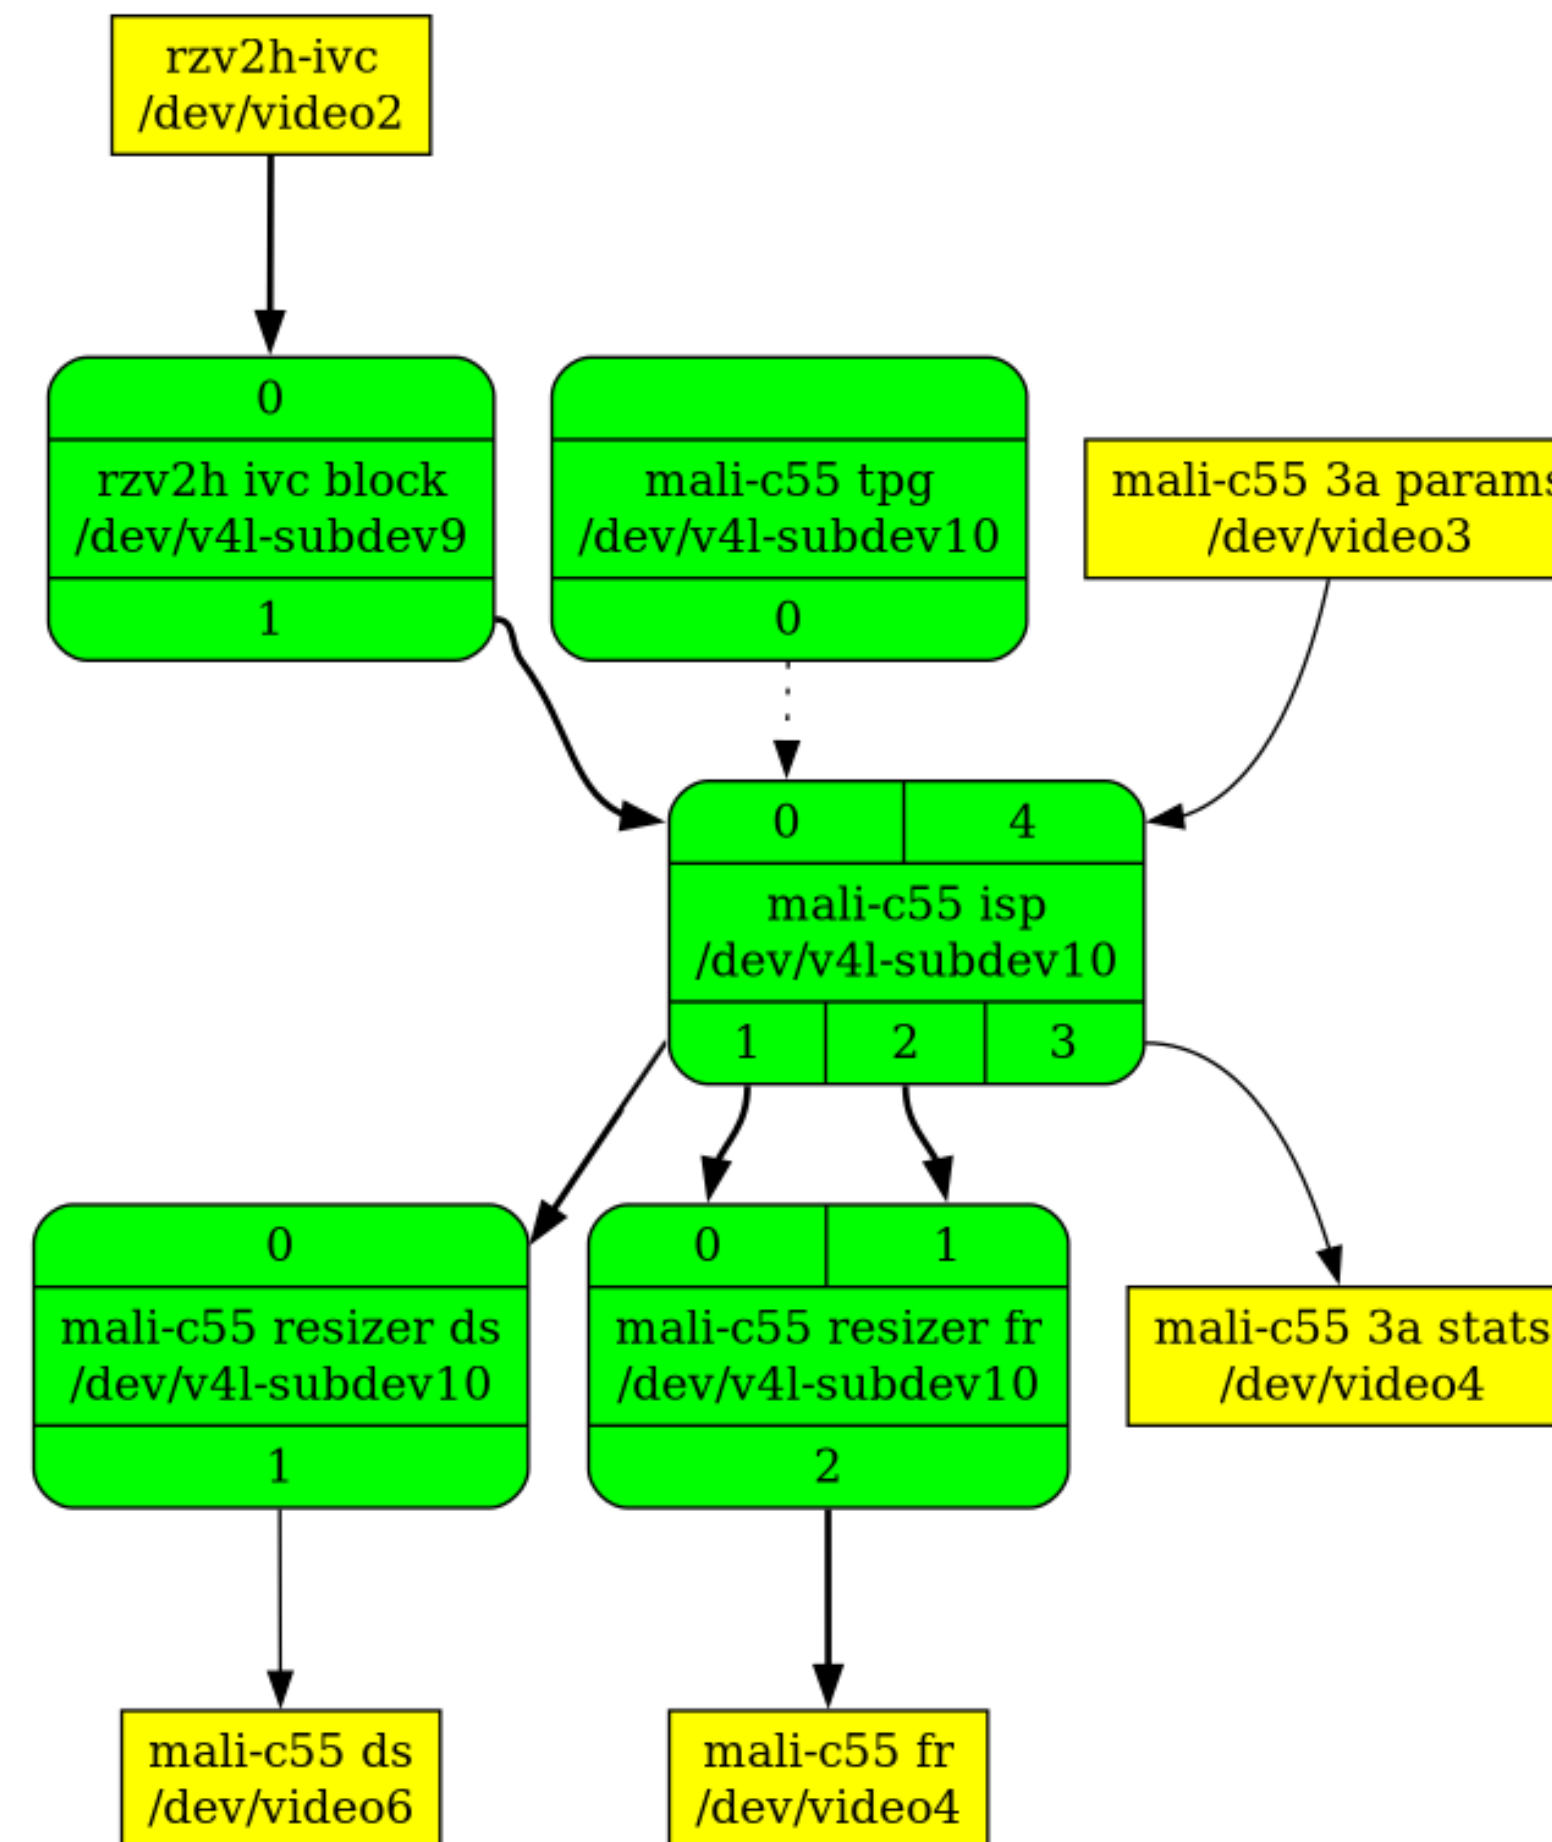 rzv2h-ivc
/dev/video2
0
rzv2h ivc block
/dev/v4l-subdev9
1
mali-c55 tpg
/dev/v4l-subdev10
0
mali-c55 3a params
/dev/video3
0 4
mali-c55 isp
/dev/v4l-subdev10
1 2 3
0
mali-c55 resizer ds
/dev/v4l-subdev10
1
0 1
mali-c55 resizer fr
/dev/v4l-subdev10
2
mali-c55 3a stats
/dev/video4
mali-c55 ds
/dev/video6
mali-c55 fr
/dev/video4